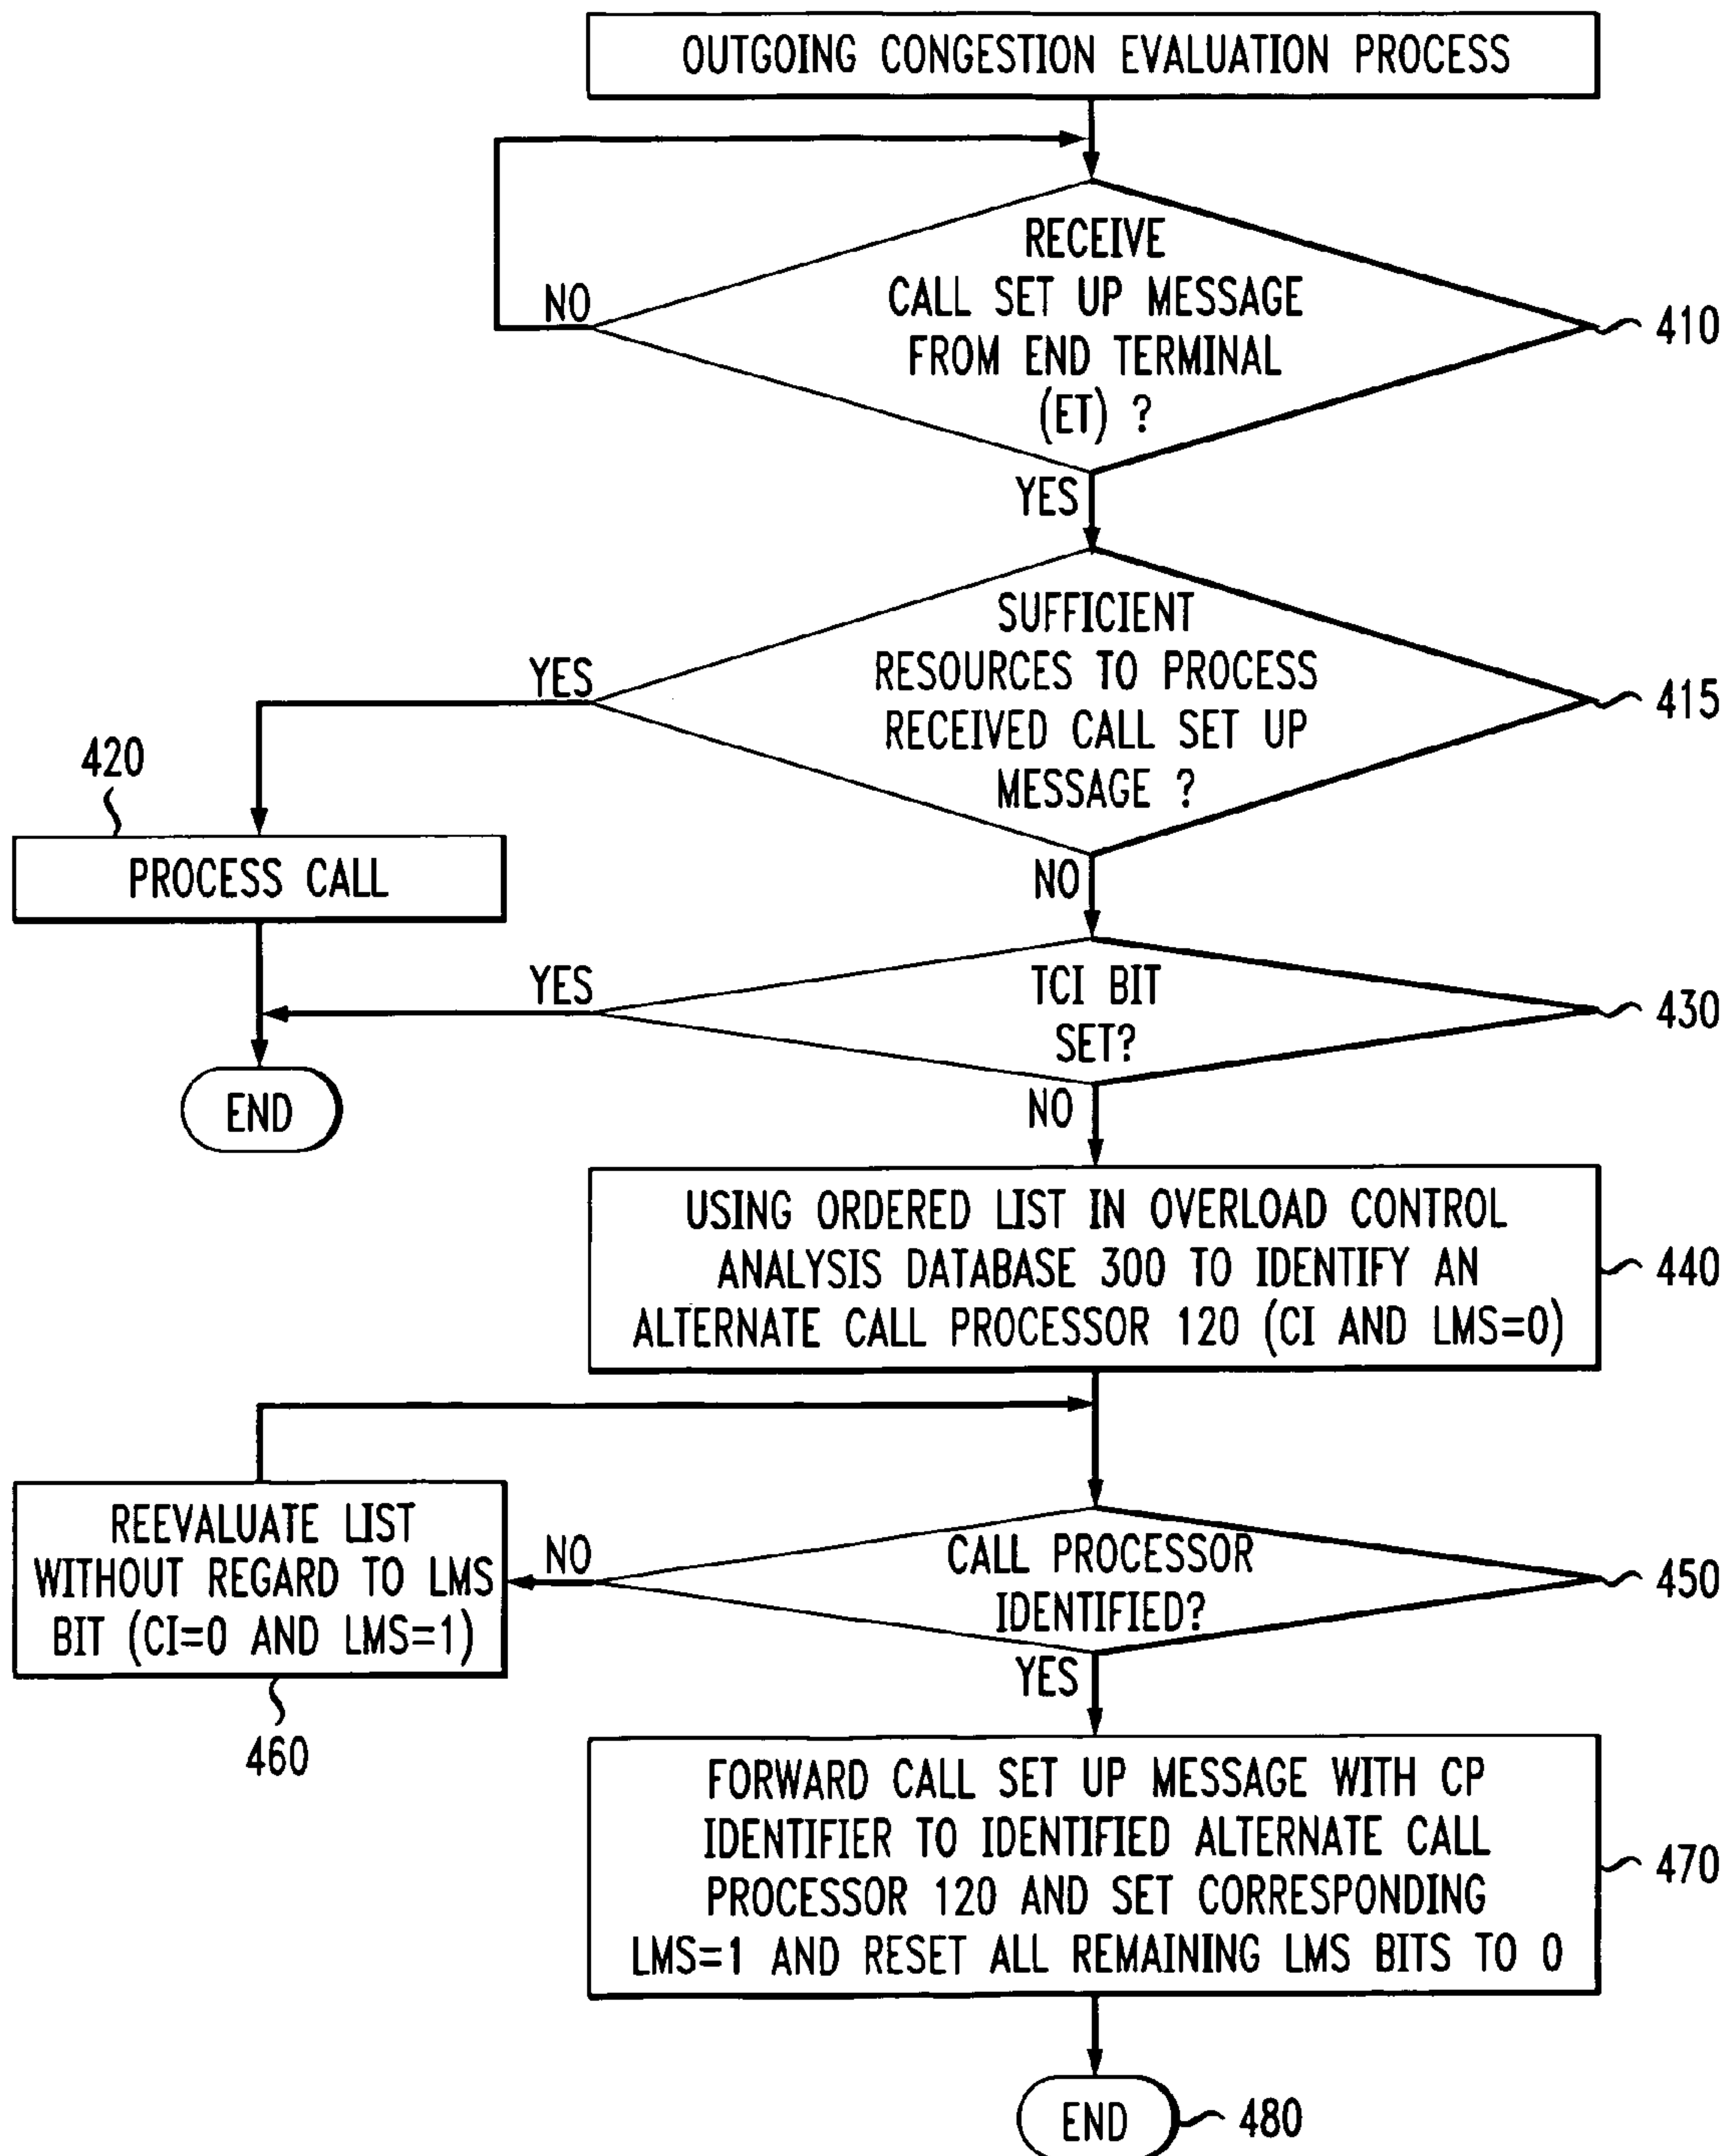 OUTGOING CONGESTION EVALUATION PROCESS
RECEIVE
CALL SET UP MESSAGE
FROM END TERMINAL
(ET) ?
NO
410
YES
SUFFICIENT
RESOURCES TO PROCESS
RECEIVED CALL SET UP
MESSAGE ?
YES
415
420
PROCESS CALL
NO
TCI BIT
SET?
YES
430
END
NO
USING ORDERED LIST IN OVERLOAD CONTROL
ANALYSIS DATABASE 300 TO IDENTIFY AN
ALTERNATE CALL PROCESSOR 120 (CI AND LMS=0)
440
REEVALUATE LIST
WITHOUT REGARD TO LMS
BIT (CI=0 AND LMS=1)
460
NO
CALL PROCESSOR
IDENTIFIED?
450
YES
FORWARD CALL SET UP MESSAGE WITH CP
IDENTIFIER TO IDENTIFIED ALTERNATE CALL
PROCESSOR 120 AND SET CORRESPONDING
LMS=1 AND RESET ALL REMAINING LMS BITS TO 0
470
END
480